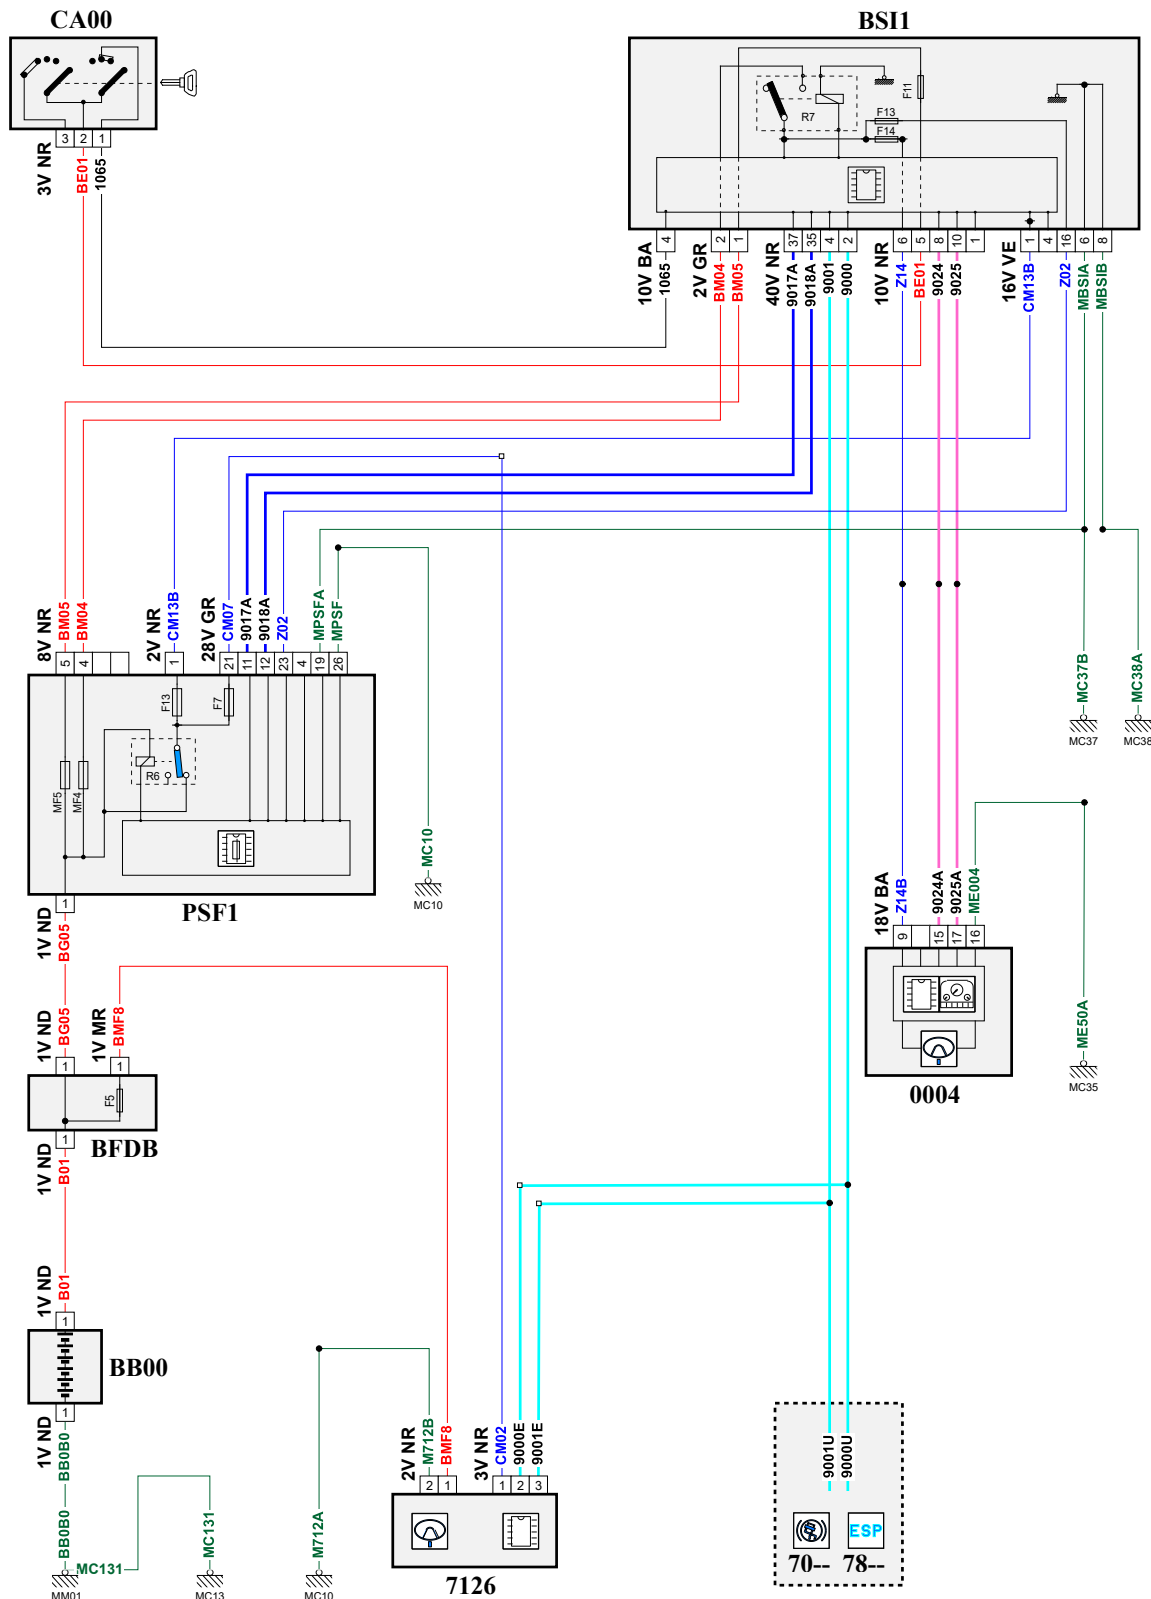 CA00
BSI1
F11
F13
F14
R7
3 2 1
3V NR
BE01
1065
4
2 1
37 35 4 2
6 5 8 10 1
1 4 16 6 8
10V BA
1065
2V GR
BM04
BM05
40V NR
9017A
9018A
9001
9000
10V NR
Z14
BE01
9024
9025
16V VE
CM13B
Z02
MBSIA
MBSIB
8V NR
BM05
BM04
2V NR
CM13B
28V GR
CM07
9017A
9018A
Z02
MPSFA
MPSF
5 4
1
21 11 12 23 4 19 26
F13
F7
R6
MF5
MF4
MC10
MC10
MC37B
MC37
MC38A
MC38
1
PSF1
1V ND
BG05
18V BA
Z14B
9024A
9025A
ME004
9 15 17 16
0004
ME50A
MC35
1V ND
BG05
1V MR
BMF8
1 1
F5
1
BFDB
1V ND
B01
1V ND
B01
1
BB00
1
1V ND
BB0B0
BB0B0
MC131
MC131
MM01
MC13
M712A
MC10
2V NR
M712B
BMF8
3V NR
CM02
9000E
9001E
2 1
1 2 3
7126
9001U
9000U
ESP
70--
78--